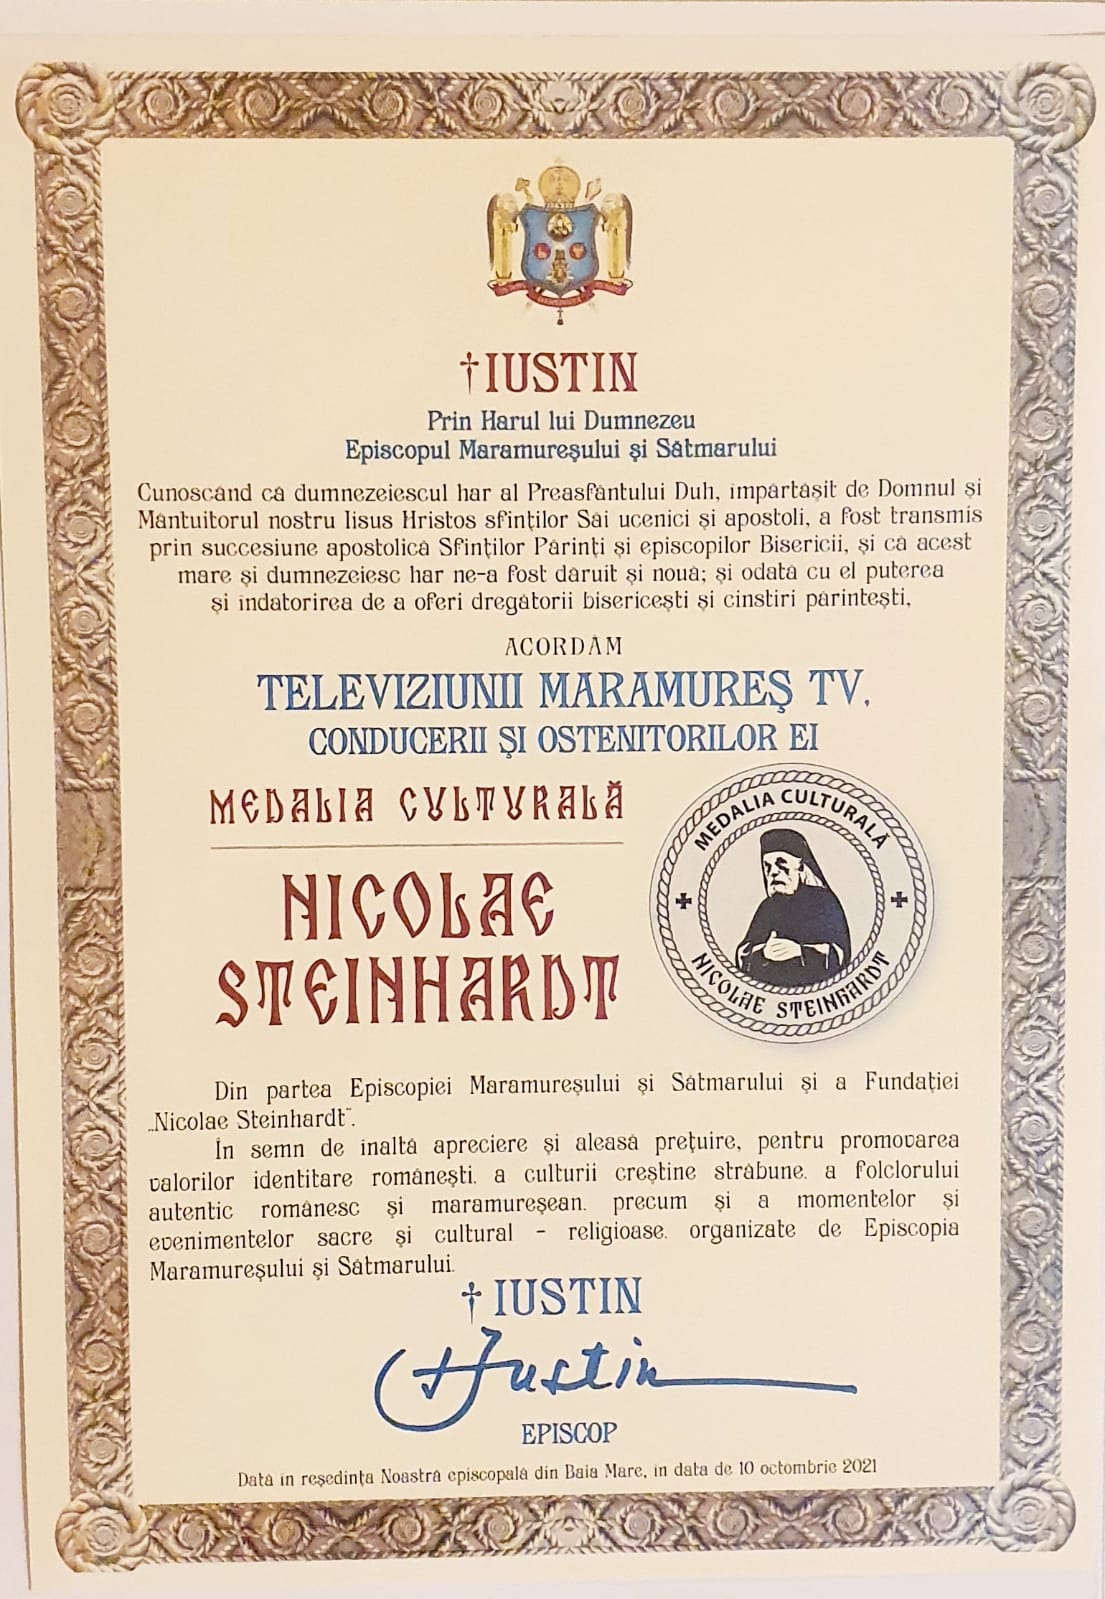 †IUSTIN
Prin Harul lui Dumnezeu
Episcopul Maramureşului şi Sătmarului
Cunoscând că dumnezeiescul har al Preasfântului Duh, împărtăşit de Domnul şi
Mântuitorul nostru Iisus Hristos sfinţilor Săi ucenici şi apostoli, a fost transmis
prin succesiune apostolică Sfinţilor Părinţi şi episcopilor Bisericii, şi că acest
mare şi dumnezeiesc har ne-a fost dăruit şi nouă; şi odată cu el puterea
şi îndatorirea de a oferi dregătorii bisericeşti şi cinstiri părinteşti,
ACORDĂM
TELEVIZIUNII MARAMUREŞ TV,
CONDUCERII ŞI OSTENITORILOR EI
MEDALIA CULTURALĂ
NICOLAE
STEINHARDT
MEDALIA CULTURALĂ
NICOLAE STEINHARDT
Din partea Episcopiei Maramureşului şi Sătmarului şi a Fundaţiei
„Nicolae Steinhardt”.
În semn de înaltă apreciere şi aleasă preţuire, pentru promovarea
valorilor identitare româneşti, a culturii creştine străbune, a folclorului
autentic românesc şi maramureşean, precum şi a momentelor şi
evenimentelor sacre şi cultural - religioase, organizate de Episcopia
Maramureşului şi Sătmarului.
†IUSTIN
†Iustin
EPISCOP
Dată în reşedinţa Noastră episcopală din Baia Mare, în data de 10 octombrie 2021